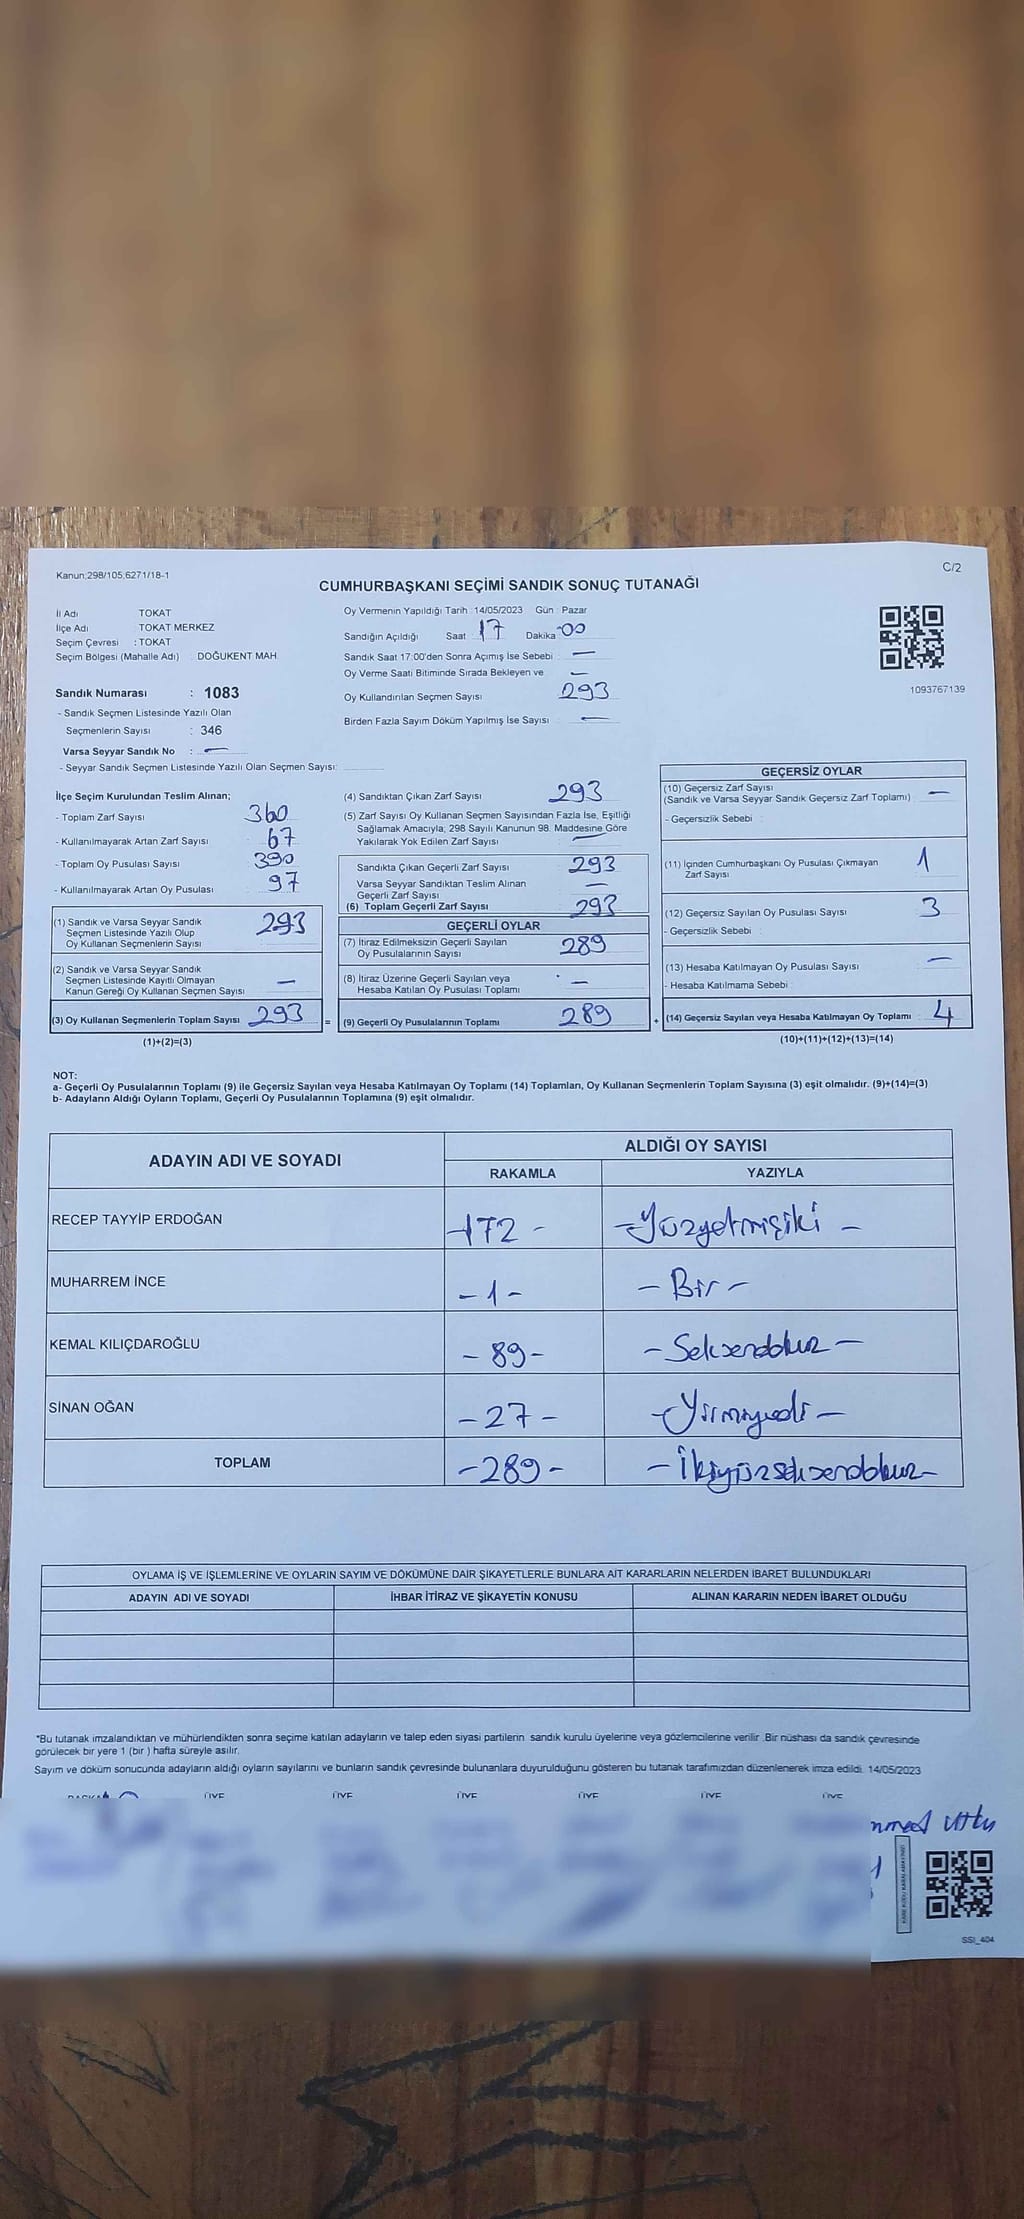 Kanun;298/105;6271/18-1
C/2
CUMHURBAŞKANI SEÇİMİ SANDIK SONUÇ TUTANAĞI
İl Adı TOKAT
İlçe Adı : TOKAT MERKEZ
Seçim Çevresi : TOKAT
Seçim Bölgesi (Mahalle Adı) DOĞUKENT MAH.
Sandık Numarası : 1083
- Sandık Seçmen Listesinde Yazılı Olan
Seçmenlerin Sayısı : 346
Varsa Seyyar Sandık No : —
- Seyyar Sandık Seçmen Listesinde Yazılı Olan Seçmen Sayısı:
Oy Vermenin Yapıldığı Tarih :14/05/2023 Gün : Pazar
Sandığın Açıldığı Saat 17 Dakika :00
Sandık Saat 17:00'den Sonra Açımış İse Sebebi : —
Oy Verme Saati Bitiminde Sırada Bekleyen ve —
Oy Kullandırılan Seçmen Sayısı 293
Birden Fazla Sayım Döküm Yapılmış İse Sayısı —
1093767139
İlçe Seçim Kurulundan Teslim Alınan;
- Toplam Zarf Sayısı 360
- Kullanılmayarak Artan Zarf Sayısı 67
- Toplam Oy Pusulası Sayısı 390
- Kullanılmayarak Artan Oy Pusulası 97
(1) Sandık ve Varsa Seyyar Sandık
Seçmen Listesinde Yazılı Olup
Oy Kullanan Seçmenlerin Sayısı 293
(2) Sandık ve Varsa Seyyar Sandık
Seçmen Listesinde Kayıtlı Olmayan
Kanun Gereği Oy Kullanan Seçmen Sayısı —
(3) Oy Kullanan Seçmenlerin Toplam Sayısı 293 =
(1)+(2)=(3)
(4) Sandıktan Çıkan Zarf Sayısı 293
(5) Zarf Sayısı Oy Kullanan Seçmen Sayısından Fazla İse, Eşitliği
Sağlamak Amacıyla; 298 Sayılı Kanunun 98. Maddesine Göre
Yakılarak Yok Edilen Zarf Sayısı —
Sandıkta Çıkan Geçerli Zarf Sayısı 293
Varsa Seyyar Sandıktan Teslim Alınan
Geçerli Zarf Sayısı —
(6) Toplam Geçerli Zarf Sayısı 293
GEÇERLİ OYLAR
(7) İtiraz Edilmeksizin Geçerli Sayılan
Oy Pusulalarının Sayısı 289
(8) İtiraz Üzerine Geçerli Sayılan veya
Hesaba Katılan Oy Pusulası Toplamı —
(9) Geçerli Oy Pusulalarının Toplamı 289 +
GEÇERSİZ OYLAR
(10) Geçersiz Zarf Sayısı
(Sandık ve Varsa Seyyar Sandık Geçersiz Zarf Toplamı) —
- Geçersizlik Sebebi :
(11) İçinden Cumhurbaşkanı Oy Pusulası Çıkmayan
Zarf Sayısı 1
(12) Geçersiz Sayılan Oy Pusulası Sayısı 3
- Geçersizlik Sebebi :
(13) Hesaba Katılmayan Oy Pusulası Sayısı —
- Hesaba Katılmama Sebebi :
(14) Geçersiz Sayılan veya Hesaba Katılmayan Oy Toplamı 4
(10)+(11)+(12)+(13)=(14)
NOT:
a- Geçerli Oy Pusulalarının Toplamı (9) ile Geçersiz Sayılan veya Hesaba Katılmayan Oy Toplamı (14) Toplamları, Oy Kullanan Seçmenlerin Toplam Sayısına (3) eşit olmalıdır. (9)+(14)=(3)
b- Adayların Aldığı Oyların Toplamı, Geçerli Oy Pusulalarının Toplamına (9) eşit olmalıdır.
ADAYIN ADI VE SOYADI
ALDIĞI OY SAYISI
RAKAMLA YAZIYLA
RECEP TAYYİP ERDOĞAN -172 - - Yüzyetmişiki -
MUHARREM İNCE - 1 - - Bir -
KEMAL KILIÇDAROĞLU - 89 - - Seksendokuz -
SİNAN OĞAN - 27 - - Yirmiyedi -
TOPLAM - 289 - - İkiyüzseksendokuz -
OYLAMA İŞ VE İŞLEMLERİNE VE OYLARIN SAYIM VE DÖKÜMÜNE DAİR ŞİKAYETLERLE BUNLARA AİT KARARLARIN NELERDEN İBARET BULUNDUKLARI
ADAYIN ADI VE SOYADI İHBAR İTİRAZ VE ŞİKAYETİN KONUSU ALINAN KARARIN NEDEN İBARET OLDUĞU
*Bu tutanak imzalandıktan ve mühürlendikten sonra seçime katılan adayların ve talep eden siyasi partilerin sandık kurulu üyelerine veya gözlemcilerine verilir. Bir nüshası da sandık çevresinde
görülecek bir yere 1 (bir ) hafta süreyle asılır.
Sayım ve döküm sonucunda adayların aldığı oyların sayılarını ve bunların sandık çevresinde bulunanlara duyurulduğunu gösteren bu tutanak tarafımızdan düzenlenerek imza edildi. 14/05/2023
ÜYE ÜYE ÜYE ÜYE ÜYE ÜYE
KARE KODU KARALAMAYINIZ!
SSI_404